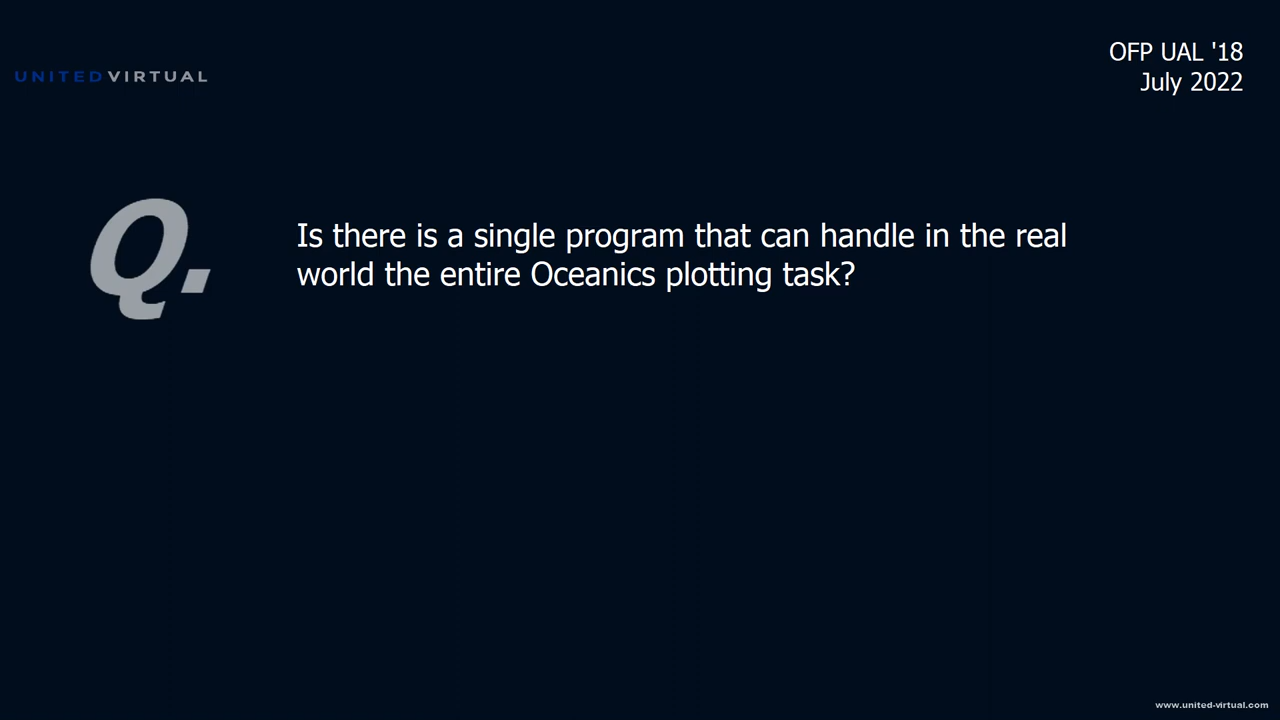 OFP UAL '18
July 2022
UNITEDVIRTUAL
Q.
Is there is a single program that can handle in the real
world the entire Oceanics plotting task?
www.united-virtual.com